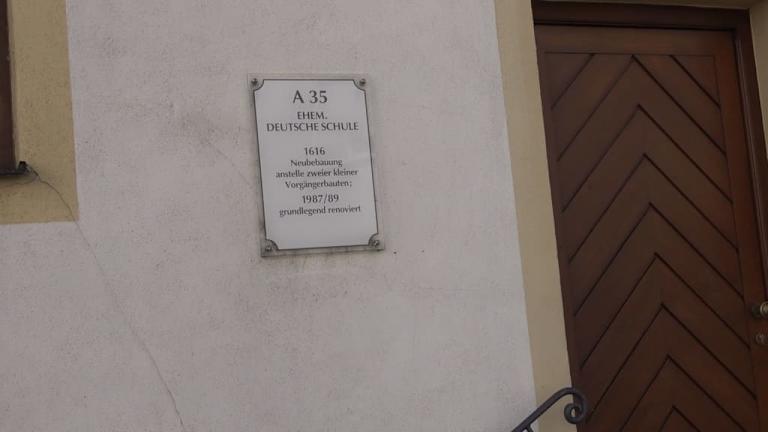 A 35
EHEM.
DEUTSCHE SCHULE
1616
Neubebauung
anstelle zweier kleiner
Vorgängerbauten;
1987/89
grundlegend renoviert